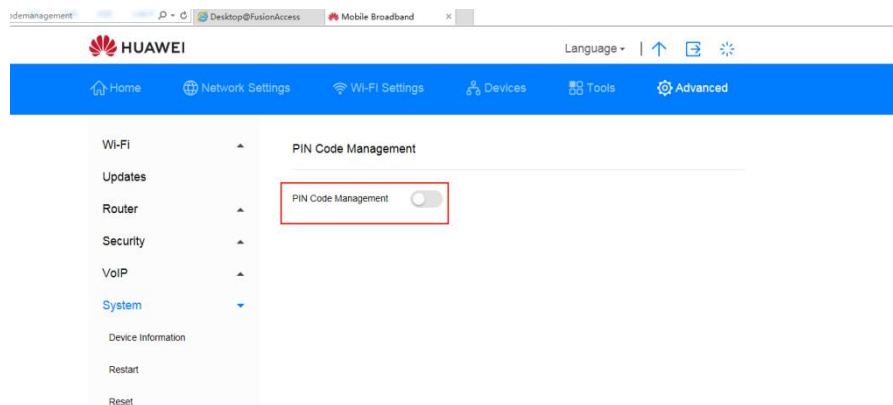 odemanagement
Desktop@FusionAccess
Mobile Broadband
HUAWEI
Language
Home
Network Settings
Wi-Fi Settings
Devices
Tools
Advanced
Wi-Fi
PIN Code Management
Updates
PIN Code Management
Router
Security
VoIP
System
Device Information
Restart
Reset